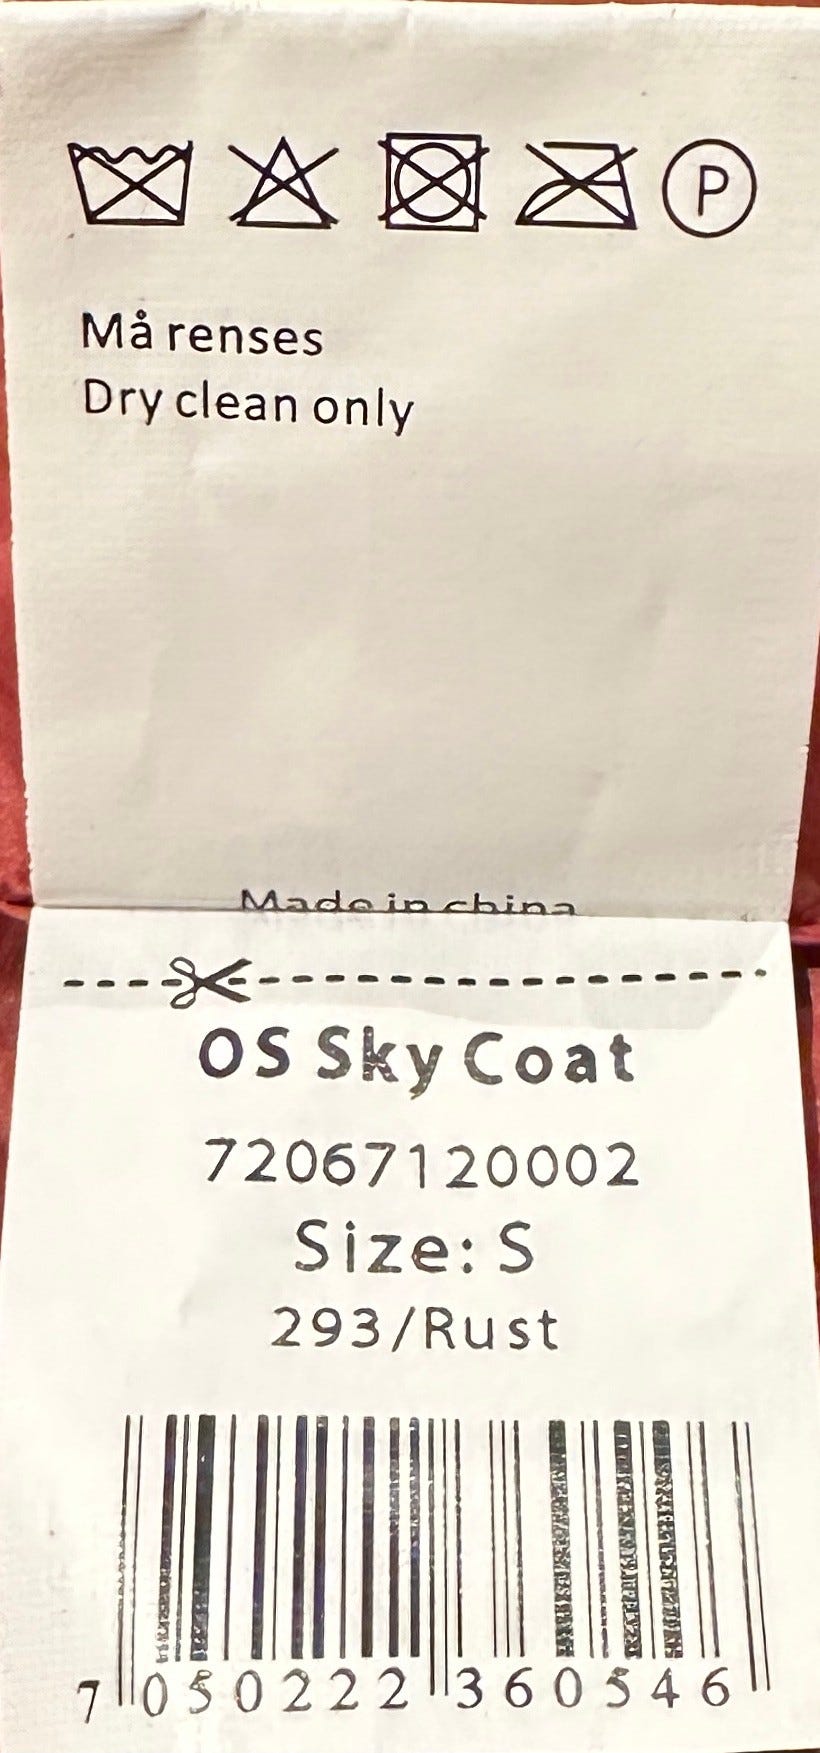 P
Må renses
Dry clean only
Made in china
OS Sky Coat
72067120002
Size: S
293/Rust
7 050222 360546